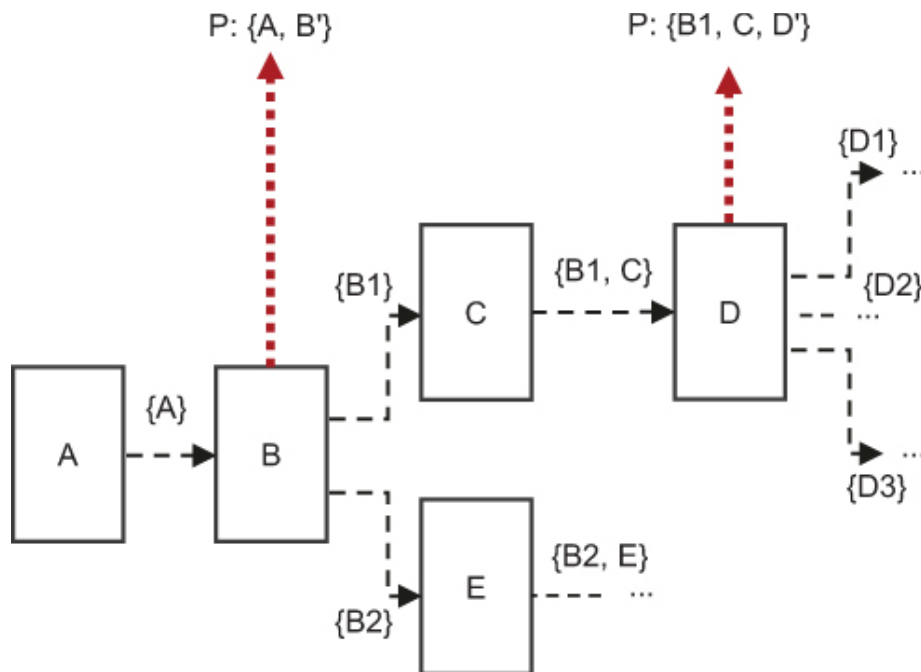 P: {A, B'}
P: {B1, C, D'}
{D1}
...
{B1}
C
{B1, C}
D
{D2}
...
A
{A}
B
...
{D3}
{B2}
E
{B2, E}
...